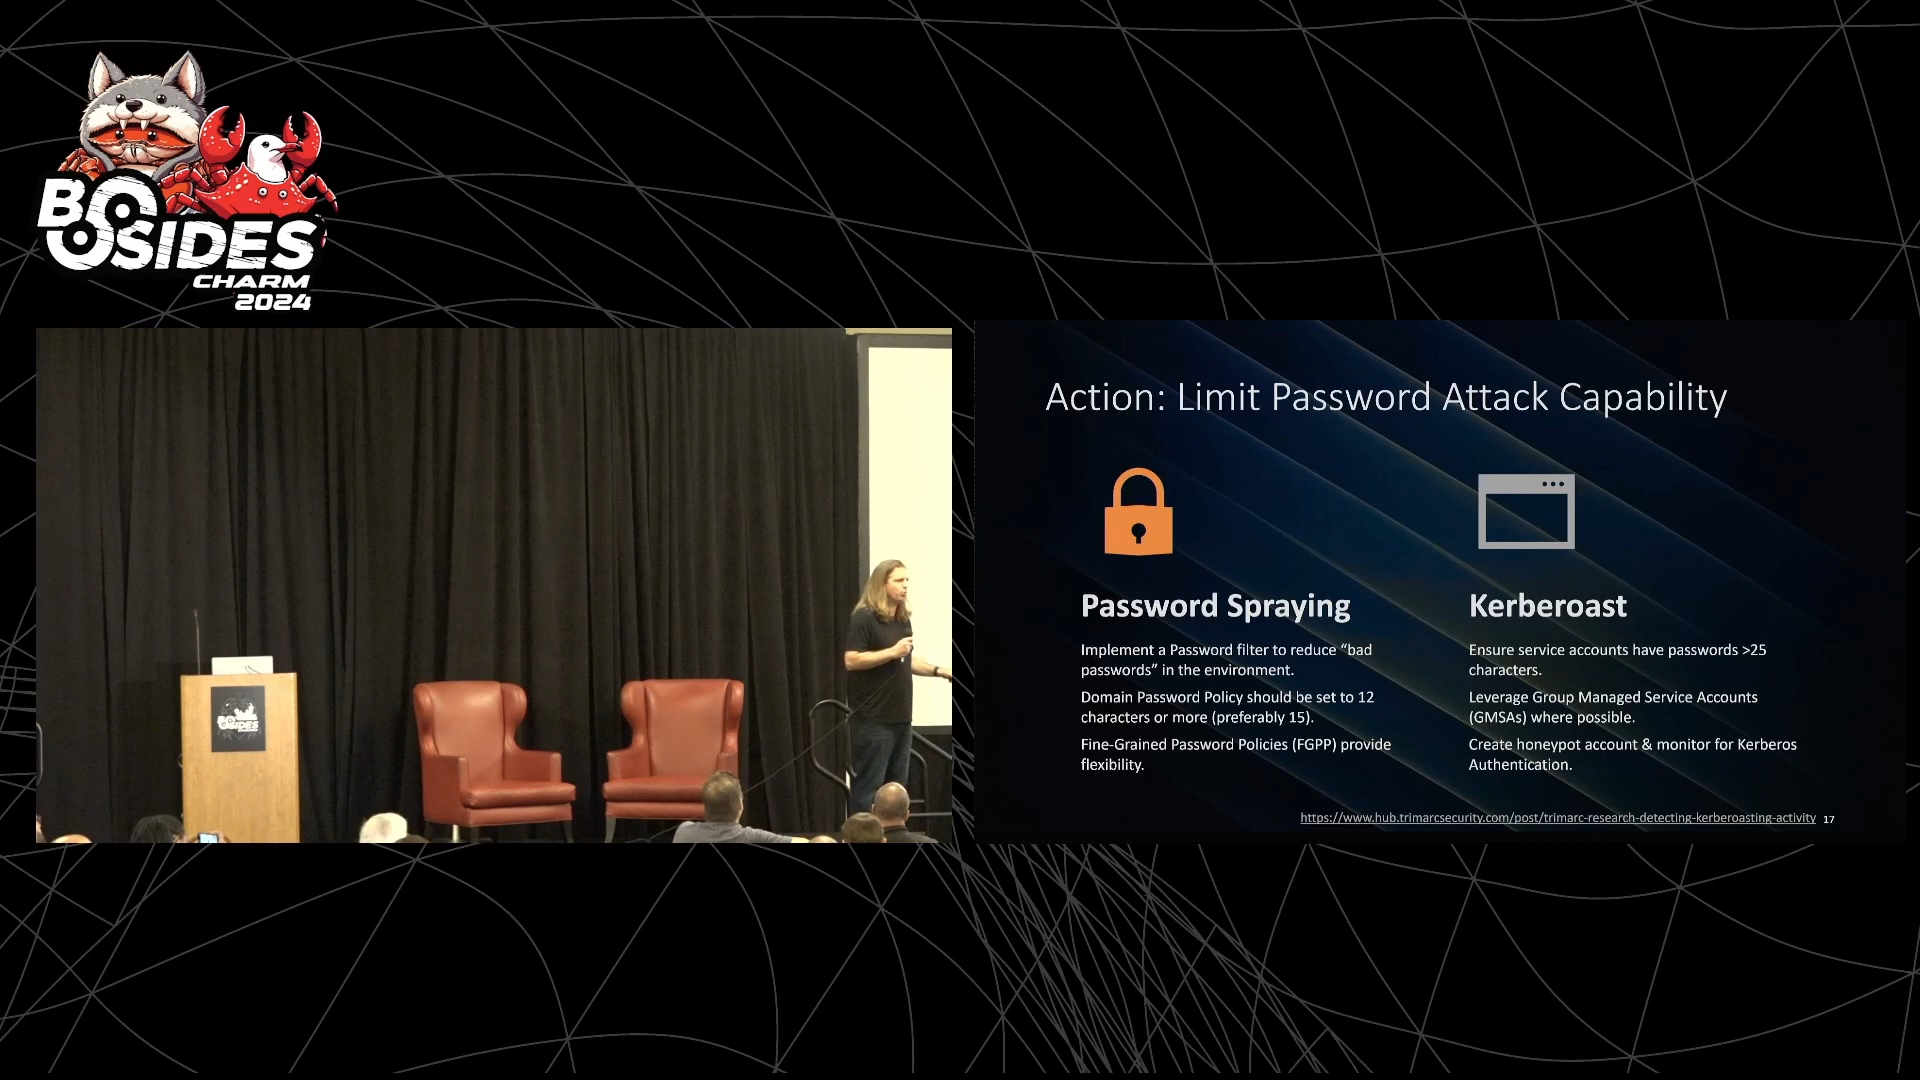 BSIDES
CHARM
2024
BSIDES
Action: Limit Password Attack Capability
Password Spraying
Implement a Password filter to reduce “bad
passwords” in the environment.
Domain Password Policy should be set to 12
characters or more (preferably 15).
Fine-Grained Password Policies (FGPP) provide
flexibility.
Kerberoast
Ensure service accounts have passwords >25
characters.
Leverage Group Managed Service Accounts
(GMSAs) where possible.
Create honeypot account & monitor for Kerberos
Authentication.
https://www.hub.trimarcsecurity.com/post/trimarc-research-detecting-kerberoasting-activity 17